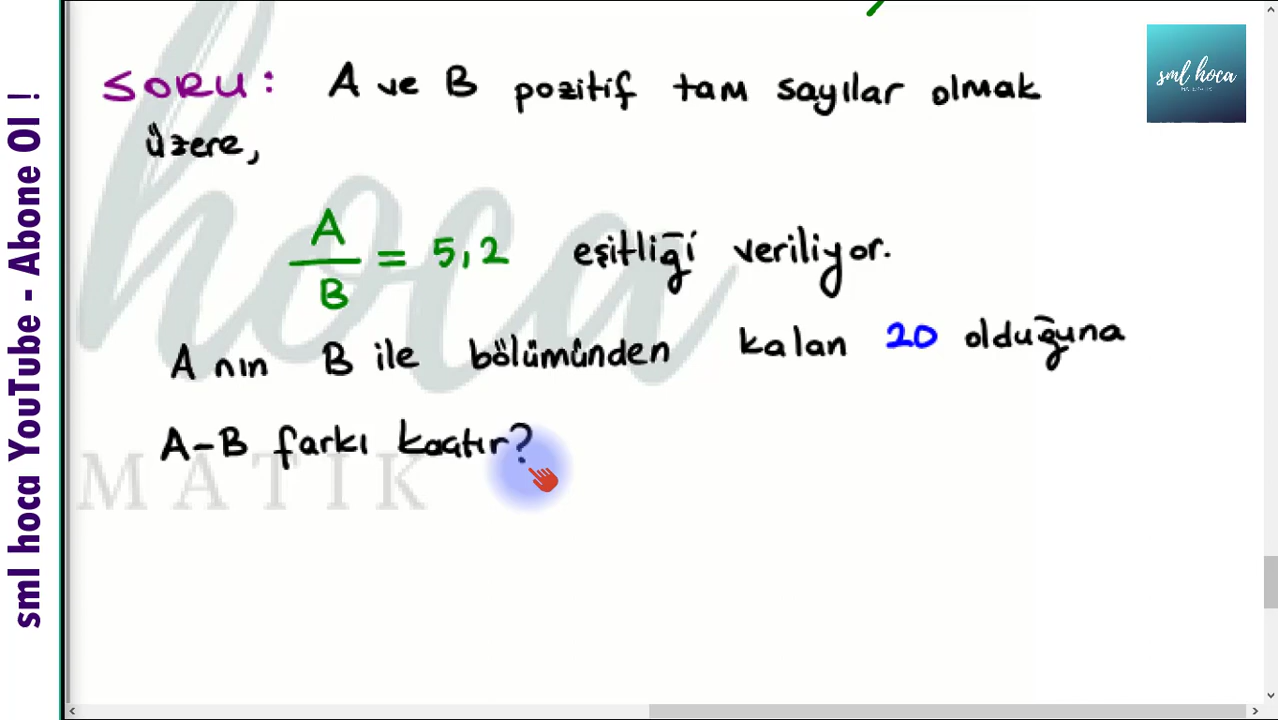 sml hoca YouTube - Abone Ol !
sml hoca
SORU: A ve B pozitif tam sayılar olmak
üzere,
A
— = 5,2 eşitliği veriliyor.
B
A nın B ile bölümünden kalan 20 olduğuna
A-B farkı kaçtır?
hoca
MATİK